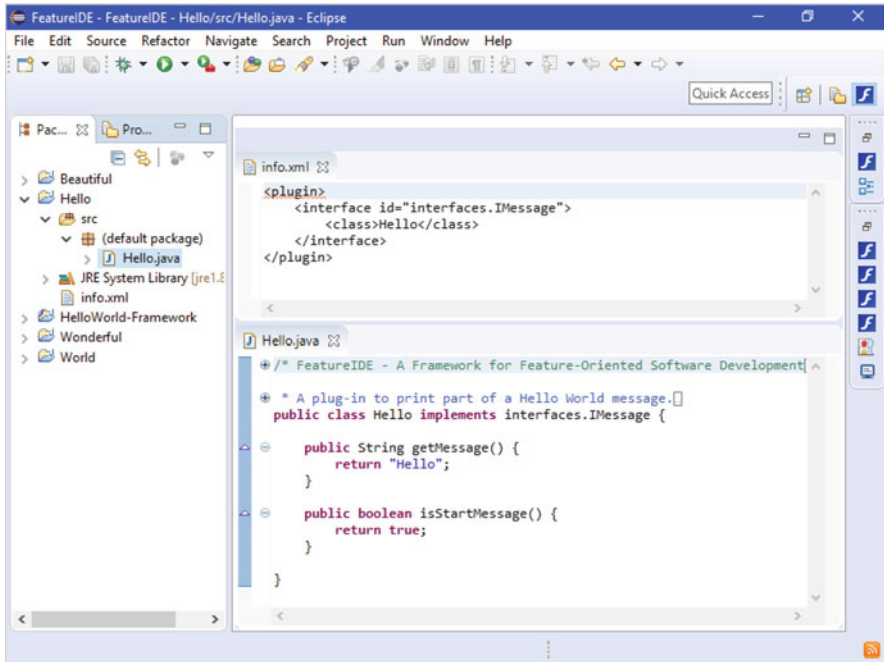 FeatureIDE - FeatureIDE - Hello/src/Hello.java - Eclipse
File Edit Source Refactor Navigate Search Project Run Window Help
Quick Access
Pac... Pro...
Beautiful
Hello
src
(default package)
Hello.java
JRE System Library [jre1.8
info.xml
HelloWorld-Framework
Wonderful
World
info.xml
<plugin>
    <interface id="interfaces.IMessage">
        <class>Hello</class>
    </interface>
</plugin>
Hello.java
/* FeatureIDE - A Framework for Feature-Oriented Software Development
 * A plug-in to print part of a Hello World message.
public class Hello implements interfaces.IMessage {
    public String getMessage() {
        return "Hello";
    }
    public boolean isStartMessage() {
        return true;
    }
}